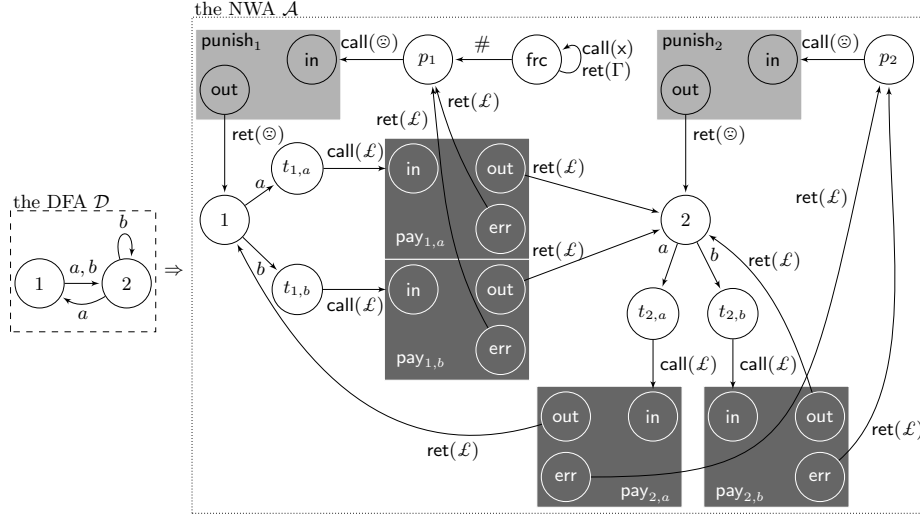 the NWA 𝒜
punish₁
in
out
call(☹)
p₁
#
frc
call(x)
ret(Γ)
punish₂
in
out
call(☹)
p₂
ret(☹)
ret(£)
ret(£)
ret(☹)
the DFA 𝒟
1
a, b
2
b
a
⇒
1
a
t₁,a
call(£)
in
out
err
pay₁,a
ret(£)
b
t₁,b
call(£)
in
out
err
pay₁,b
ret(£)
2
a
b
t₂,a
t₂,b
call(£)
call(£)
ret(£)
ret(£)
out
in
err
pay₂,a
ret(£)
in
out
err
pay₂,b
ret(£)